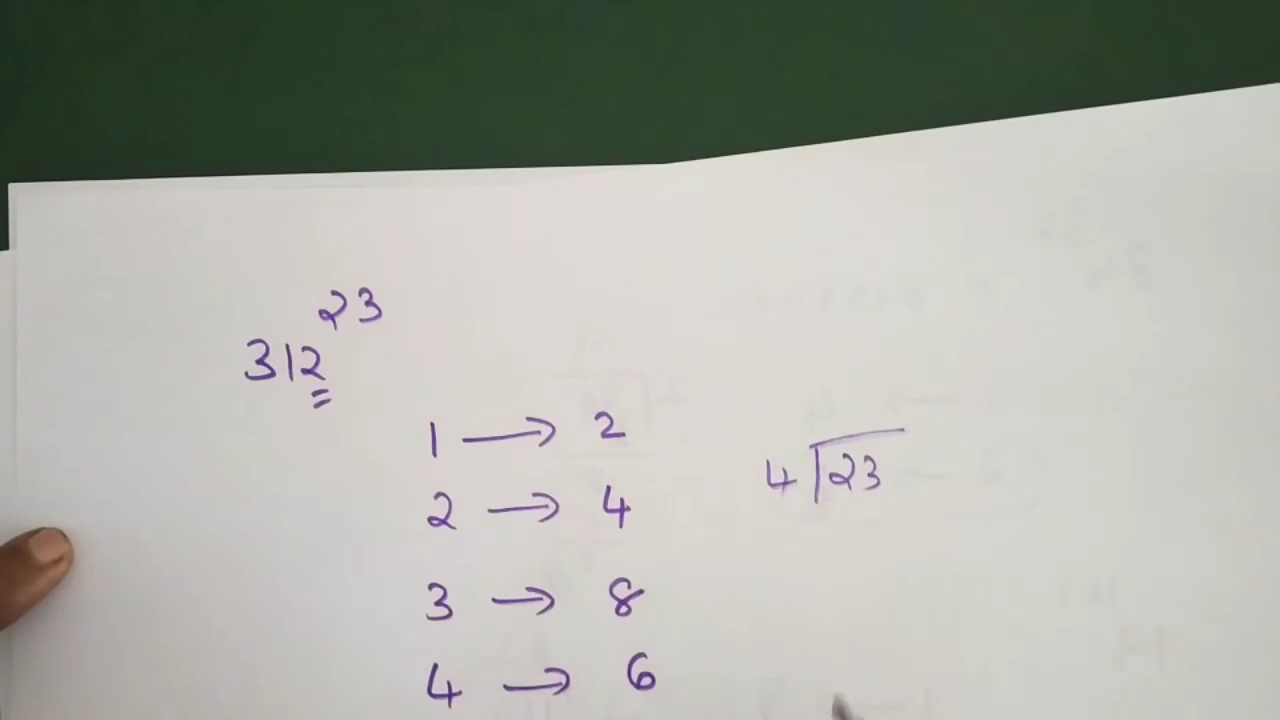 312^23
1 → 2
2 → 4
3 → 8
4 → 6
4 √23